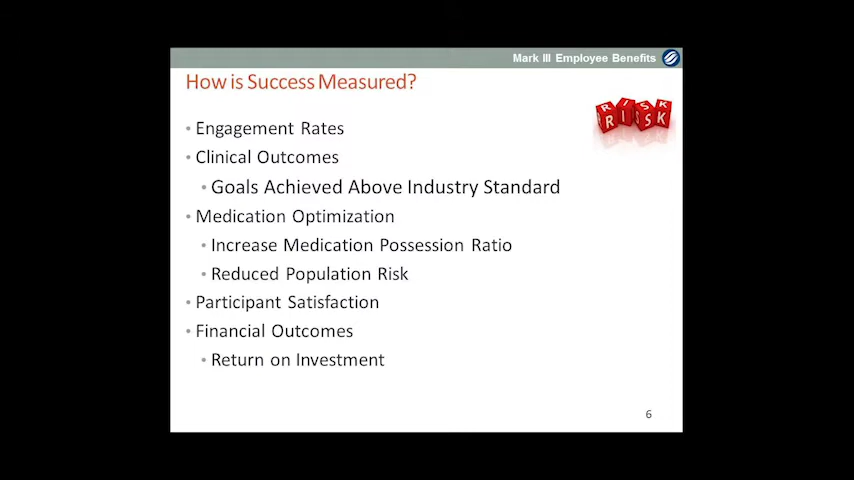 Mark III Employee Benefits
How is Success Measured?
RISK
RISK
• Engagement Rates
• Clinical Outcomes
• Goals Achieved Above Industry Standard
• Medication Optimization
• Increase Medication Possession Ratio
• Reduced Population Risk
• Participant Satisfaction
• Financial Outcomes
• Return on Investment
6